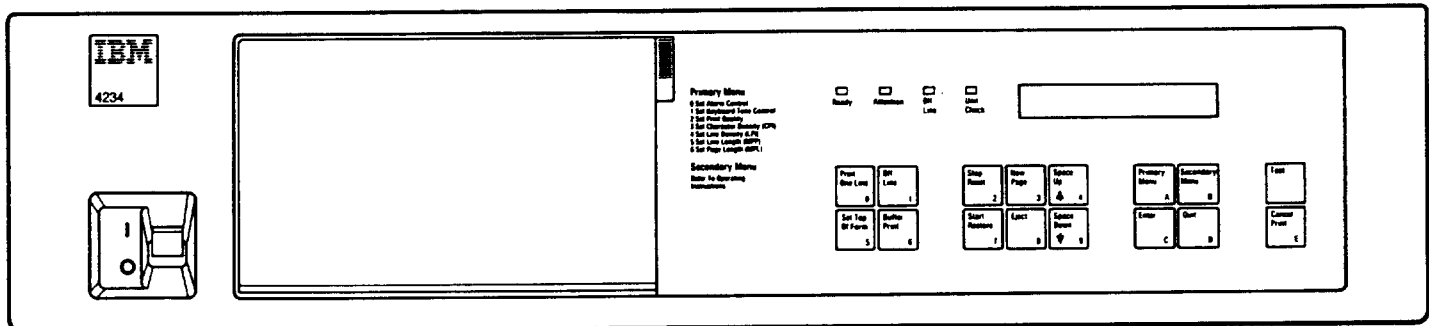 IBM
4234
Primary Menu
0 Set Alarm Control
1 Set Keyboard Tone Control
2 Set Print Quality
3 Set Character Density (CPI)
4 Set Line Density (LPI)
5 Set Line Length (MPP)
6 Set Page Length (MPL)
Secondary Menu
Refer To Operating
Instructions
Ready
Attention
Off
Line
Unit
Check
Print
One Line
0
Off
Line
1
Stop
Reset
2
New
Page
3
Space
Up
4
Primary
Menu
A
Secondary
Menu
B
Test
Set Top
Of Form
5
Buffer
Print
6
Start
Restore
7
Eject
8
Space
Down
9
Enter
C
Quit
D
Cancel
Print
E